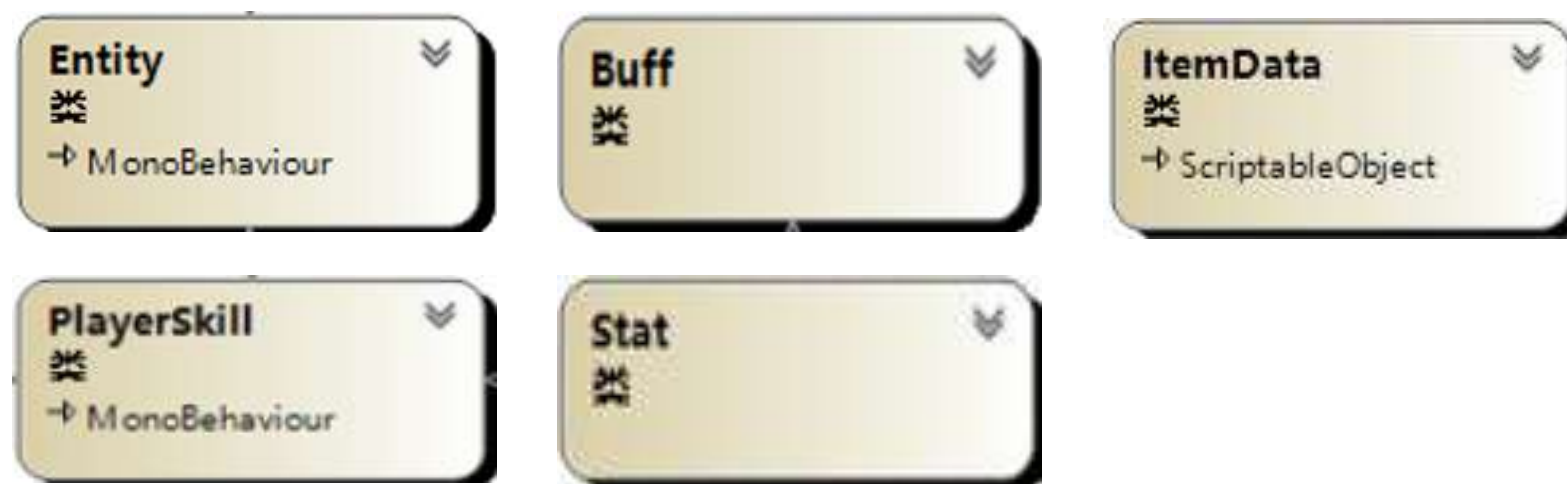 Entity
MonoBehaviour
Buff
ItemData
ScriptableObject
PlayerSkill
MonoBehaviour
Stat